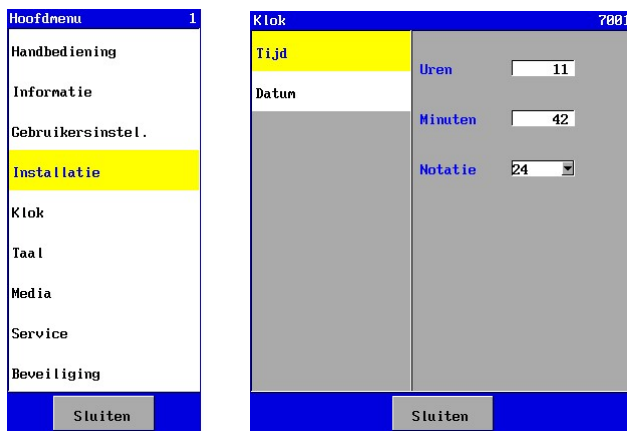 Hoofdmenu 1
Handbediening
Informatie
Gebruikersinstel.
Installatie
Klok
Taal
Media
Service
Beveiliging
Sluiten
Klok 7001
Tijd
Datum
Uren 11
Minuten 42
Notatie 24
Sluiten